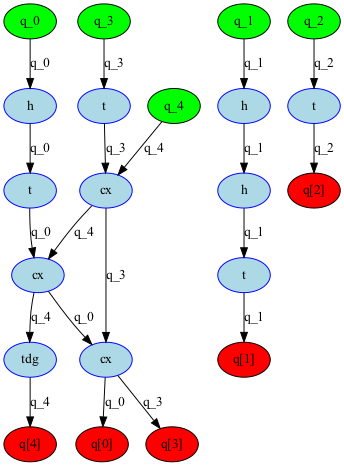 q_0 q_3 q_1 q_2
q_0 q_3 q_1 q_2
h t q_4 h t
q_0 q_3 q_4 q_1 q_2
t cx h q[2]
q_0 q_4 q_1
cx q_3 t
q_4 q_0 q_1
tdg cx q[1]
q_4 q_0 q_3
q[4] q[0] q[3]